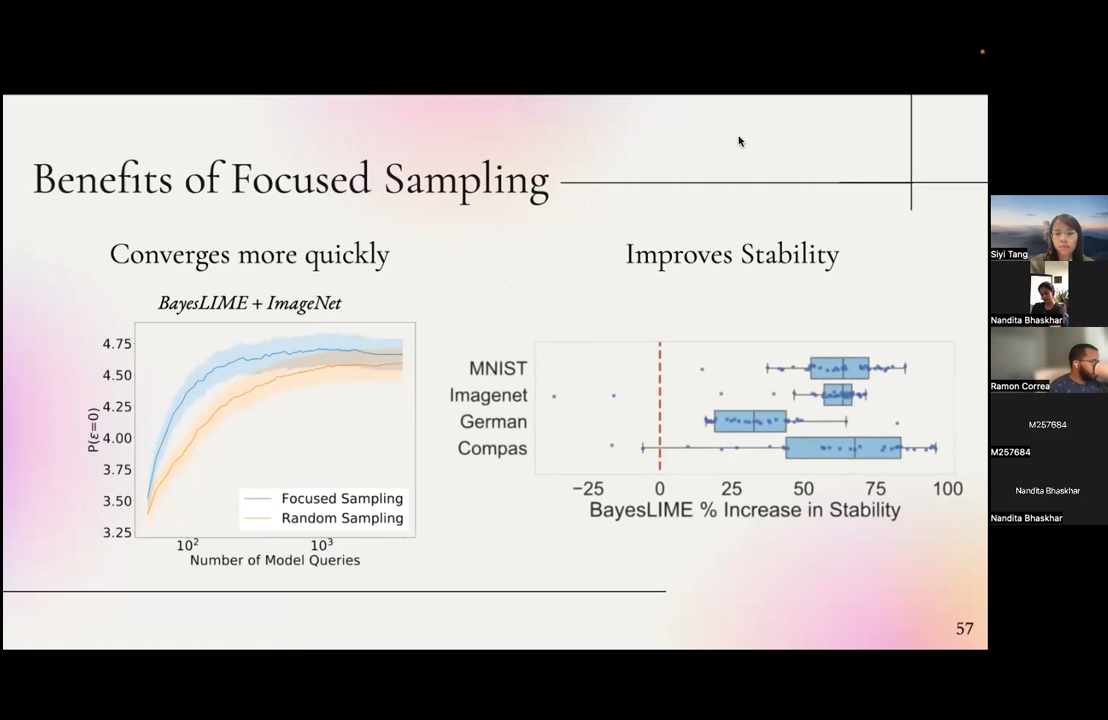 Benefits of Focused Sampling
Converges more quickly
BayesLIME + ImageNet
4.75
4.50
4.25
4.00
3.75
3.50
3.25
P(ε=0)
Focused Sampling
Random Sampling
10²
10³
Number of Model Queries
Improves Stability
MNIST
Imagenet
German
Compas
−25
0
25
50
75
100
BayesLIME % Increase in Stability
57
Siyi Tang
Nandita Bhaskhar
Ramon Correa
M257684
M257684
Nandita Bhaskhar
Nandita Bhaskhar